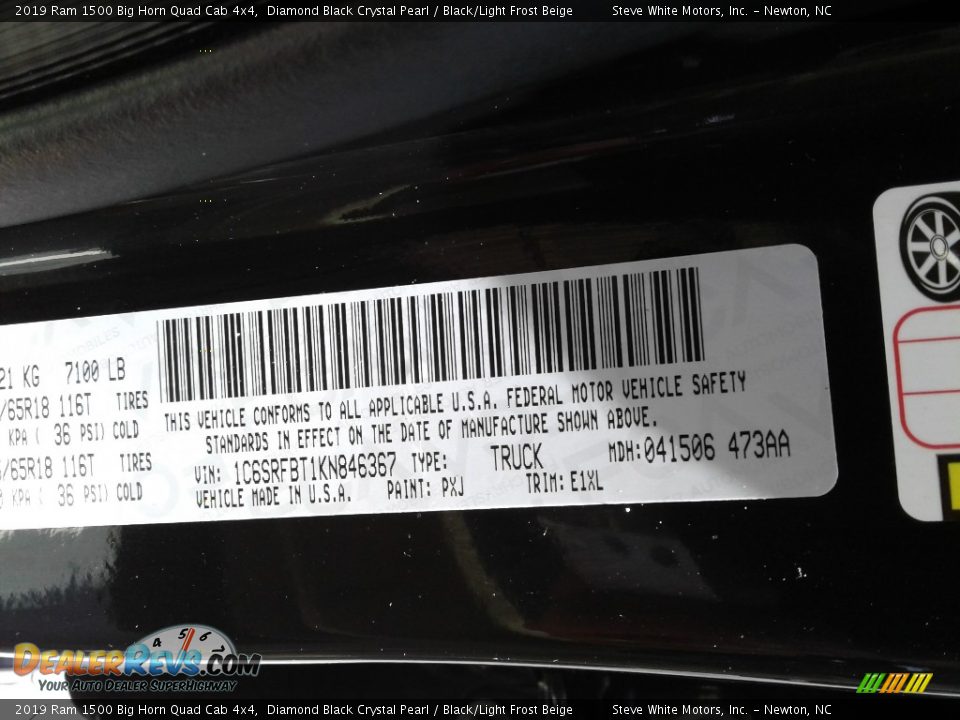 2019 Ram 1500 Big Horn Quad Cab 4x4,  Diamond Black Crystal Pearl / Black/Light Frost Beige  Steve White Motors, Inc. – Newton, NC
21 KG 7100 LB
/65R18 116T TIRES
KPA ( 36 PSI) COLD
/65R18 116T TIRES
KPA ( 36 PSI) COLD
THIS VEHICLE CONFORMS TO ALL APPLICABLE U.S.A. FEDERAL MOTOR VEHICLE SAFETY
STANDARDS IN EFFECT ON THE DATE OF MANUFACTURE SHOWN ABOVE.
VIN: 1C6SRFBT1KN846367 TYPE: TRUCK MDH:041506 473AA
VEHICLE MADE IN U.S.A. PAINT: PXJ TRIM: E1XL
4 5 6
DealerRevs.com
Your Auto Dealer SuperHighway
2019 Ram 1500 Big Horn Quad Cab 4x4,  Diamond Black Crystal Pearl / Black/Light Frost Beige  Steve White Motors, Inc. – Newton, NC